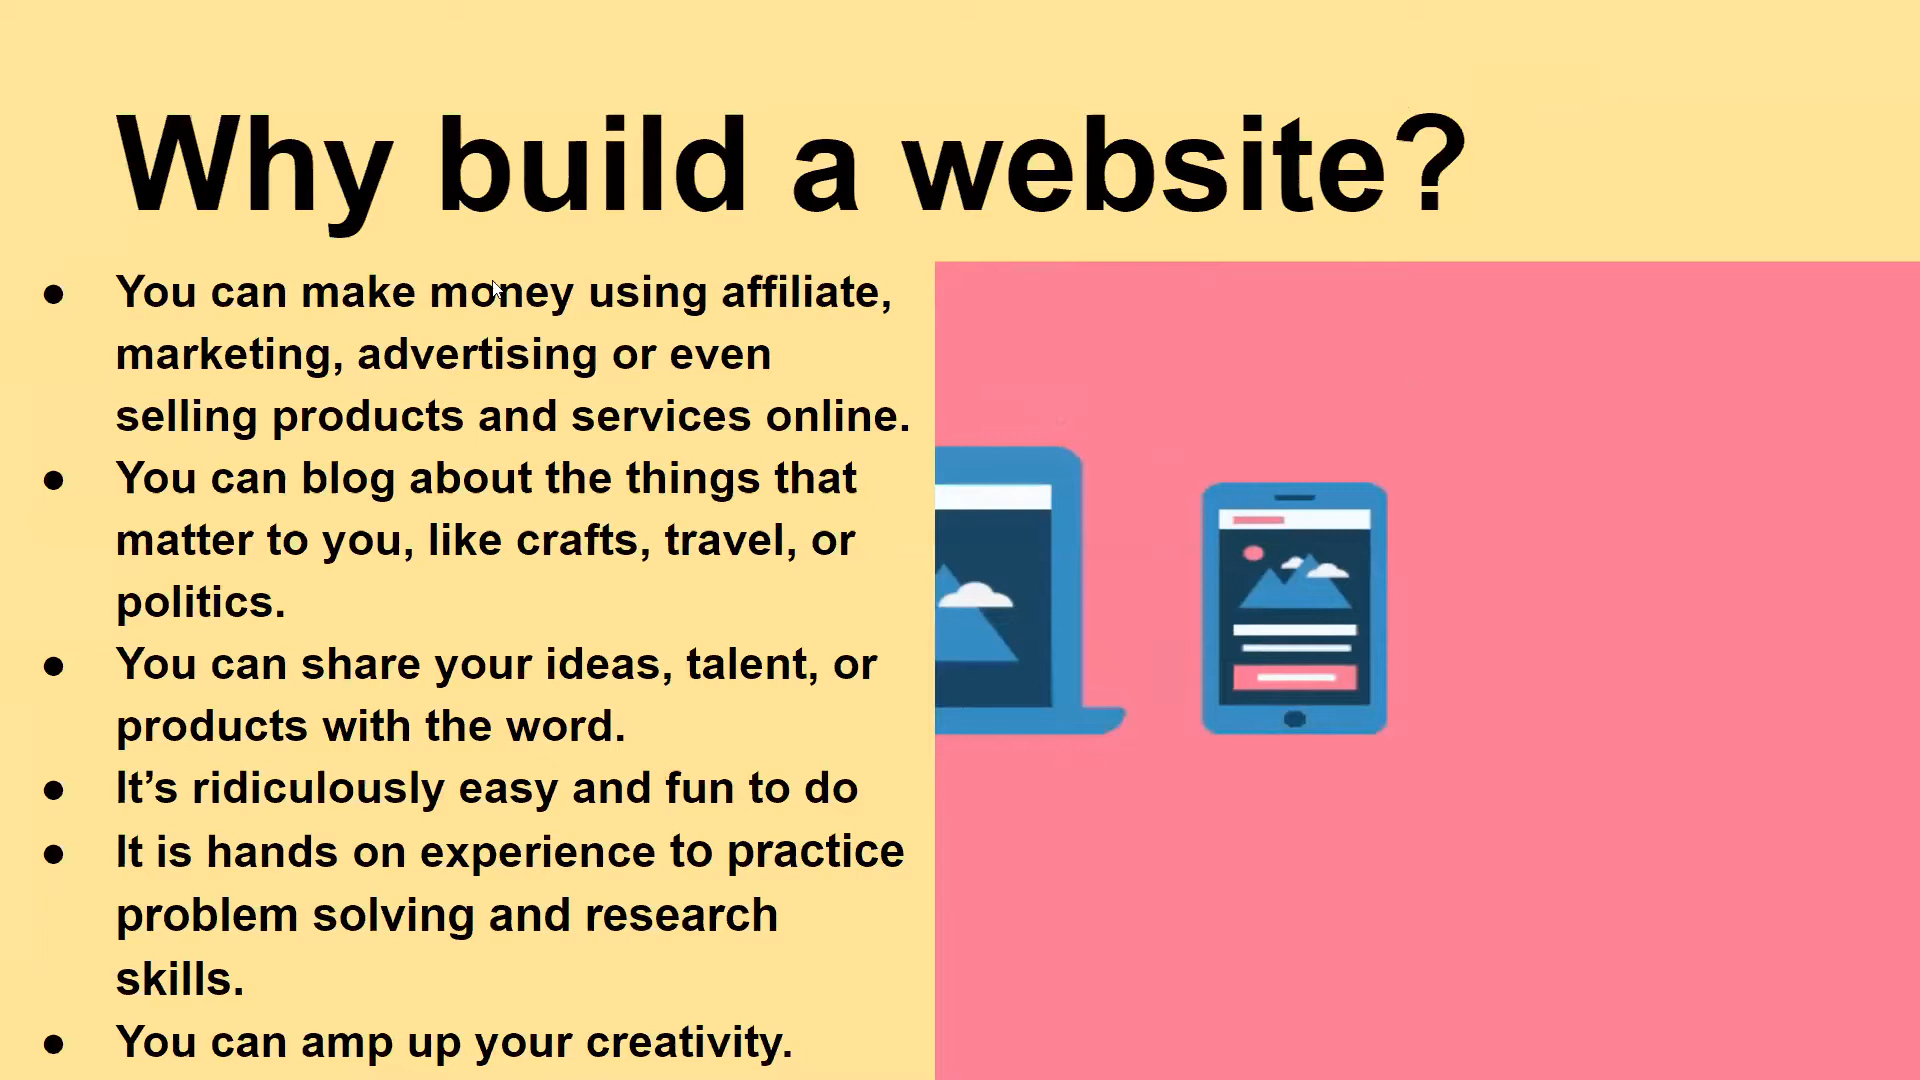 Why build a website?
● You can make money using affiliate,
marketing, advertising or even
selling products and services online.
● You can blog about the things that
matter to you, like crafts, travel, or
politics.
● You can share your ideas, talent, or
products with the word.
● It’s ridiculously easy and fun to do
● It is hands on experience to practice
problem solving and research
skills.
● You can amp up your creativity.